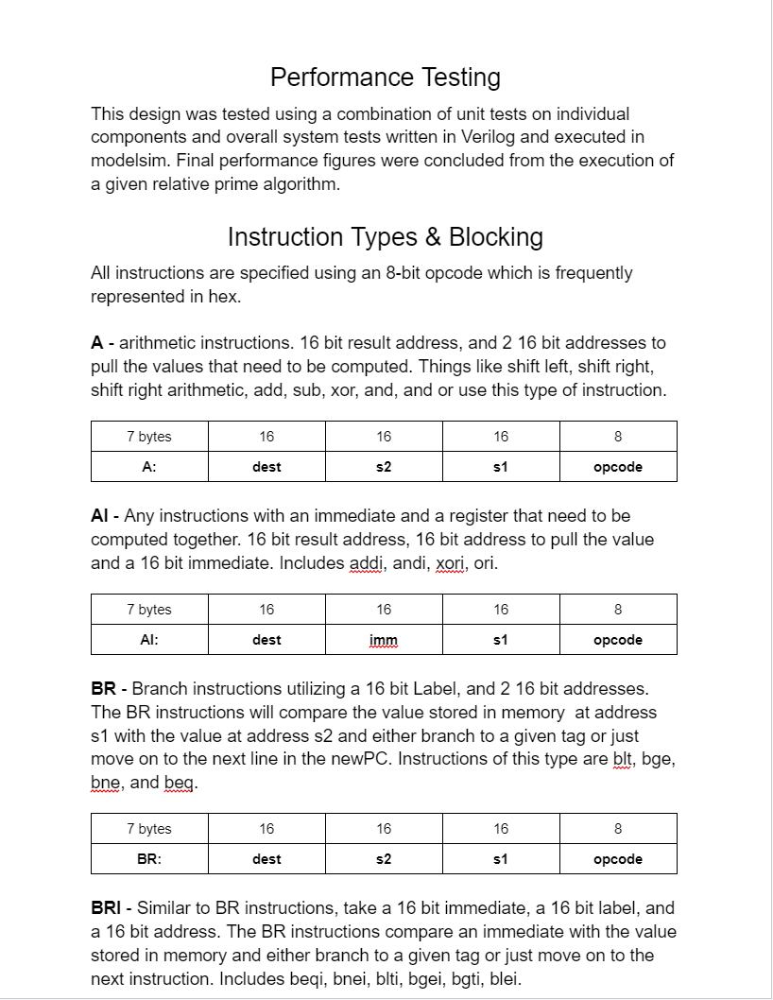 Performance Testing
This design was tested using a combination of unit tests on individual
components and overall system tests written in Verilog and executed in
modelsim. Final performance figures were concluded from the execution of
a given relative prime algorithm.
Instruction Types & Blocking
All instructions are specified using an 8-bit opcode which is frequently
represented in hex.
A - arithmetic instructions. 16 bit result address, and 2 16 bit addresses to
pull the values that need to be computed. Things like shift left, shift right,
shift right arithmetic, add, sub, xor, and, and or use this type of instruction.
7 bytes 16 16 16 8
A: dest s2 s1 opcode
AI - Any instructions with an immediate and a register that need to be
computed together. 16 bit result address, 16 bit address to pull the value
and a 16 bit immediate. Includes addi, andi, xori, ori.
7 bytes 16 16 16 8
AI: dest imm s1 opcode
BR - Branch instructions utilizing a 16 bit Label, and 2 16 bit addresses.
The BR instructions will compare the value stored in memory  at address
s1 with the value at address s2 and either branch to a given tag or just
move on to the next line in the newPC. Instructions of this type are blt, bge,
bne, and beq.
7 bytes 16 16 16 8
BR: dest s2 s1 opcode
BRI - Similar to BR instructions, take a 16 bit immediate, a 16 bit label, and
a 16 bit address. The BR instructions compare an immediate with the value
stored in memory and either branch to a given tag or just move on to the
next instruction. Includes beqi, bnei, blti, bgei, bgti, blei.